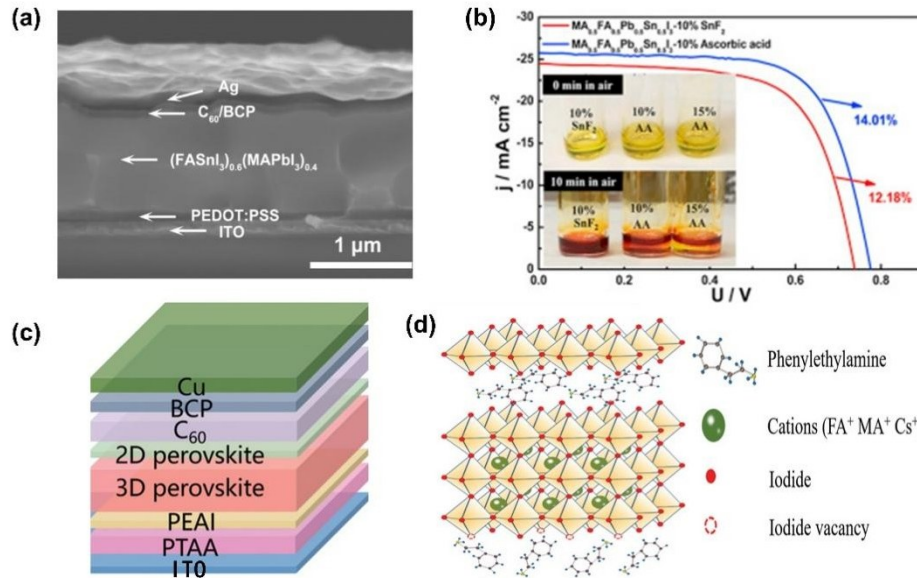 (a)
Ag
C₆₀/BCP
(FASnI₃)₀.₆(MAPbI₃)₀.₄
PEDOT:PSS
ITO
1 µm
(b)
MA₀.₅FA₀.₅Pb₀.₅Sn₀.₅I₃-10% SnF₂
MA₀.₅FA₀.₅Pb₀.₅Sn₀.₅I₃-10% Ascorbic acid
0 min in air
10% SnF₂
10% AA
15% AA
10 min in air
10% SnF₂
10% AA
15% AA
14.01%
12.18%
j / mA cm⁻²
-30
-25
-20
-15
-10
-5
0
0.0
0.2
0.4
0.6
0.8
U / V
(c)
Cu
BCP
C₆₀
2D perovskite
3D perovskite
PEAI
PTAA
ITO
(d)
Phenylethylamine
Cations (FA⁺ MA⁺ Cs⁺
Iodide
Iodide vacancy